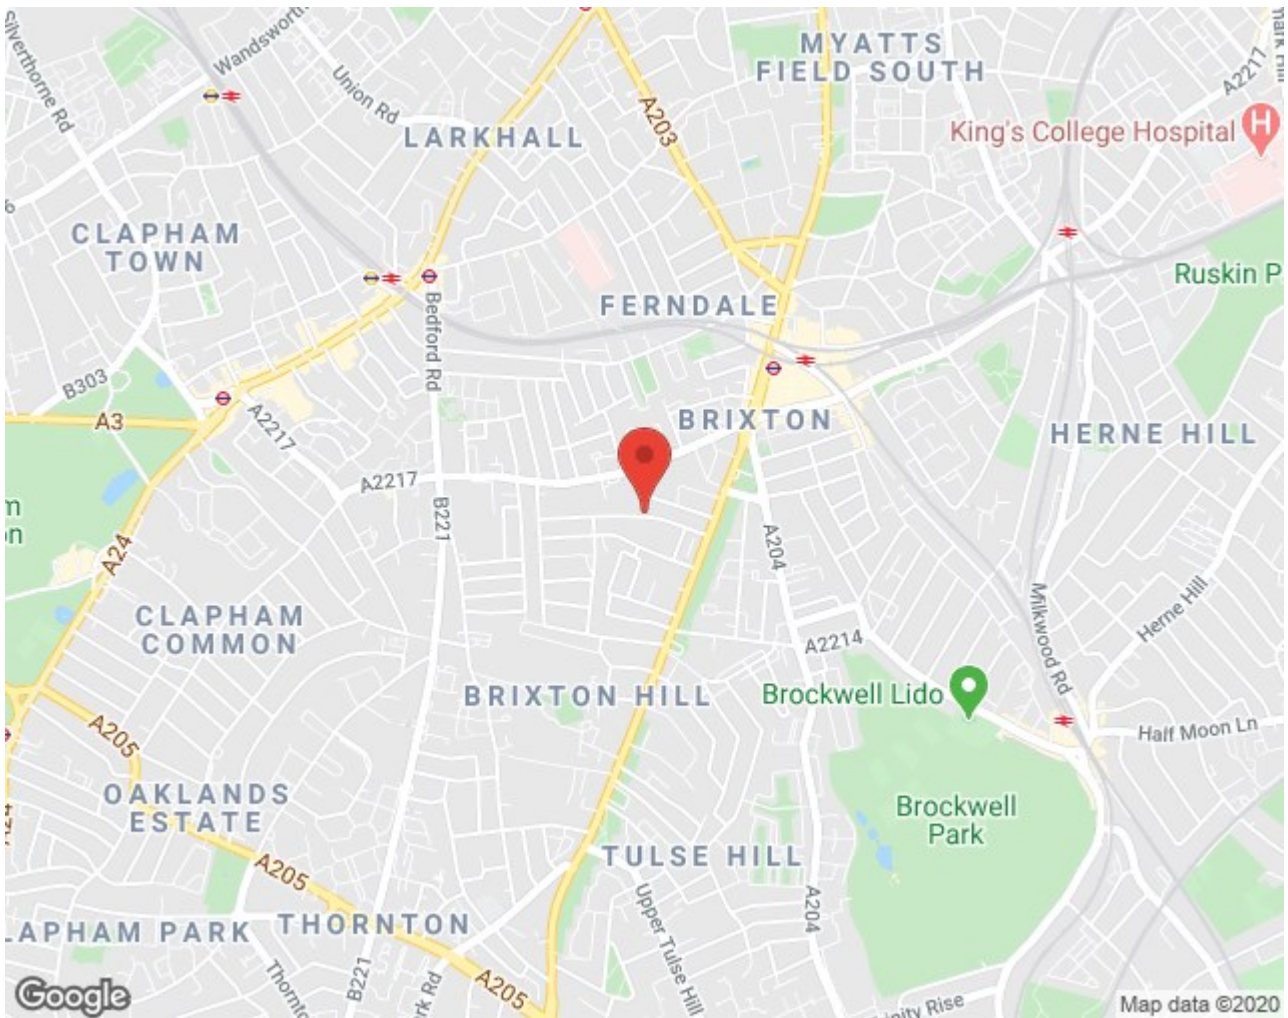 Silverthorne Rd
Wandsworth
Union Rd
MYATTS
FIELD SOUTH
A2217
A203
LARKHALL
King's College Hospital
H
CLAPHAM
TOWN
Ruskin P
FERNDALE
Bedford Rd
B303
A3
A2217
BRIXTON
HERNE HILL
A2217
B221
A24
A204
CLAPHAM
COMMON
Milkwood Rd
Herne Hill
A2214
BRIXTON HILL
Brockwell Lido
A205
Half Moon Ln
OAKLANDS
ESTATE
A24
Brockwell
Park
A205
TULSE HILL
Upper Tulse Hill
A204
LAPHAM PARK
THORNTON
B221
A205
Google
Map data ©2020